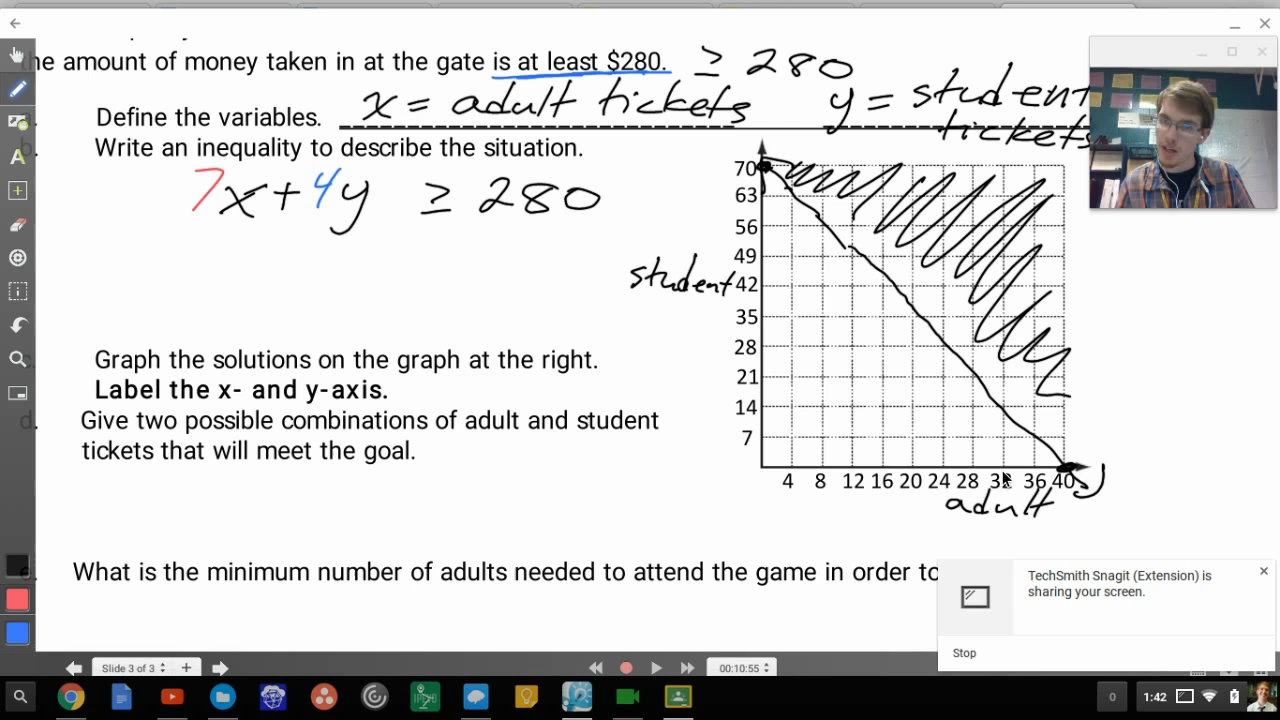 the amount of money taken in at the gate is at least $280. ≥ 280
a. Define the variables. x = adult tickets y = student tickets
b. Write an inequality to describe the situation.
7x + 4y ≥ 280
70
63
56
49
student 42
35
28
21
14
7
4 8 12 16 20 24 28 32 36 40
adult
c. Graph the solutions on the graph at the right.
Label the x- and y-axis.
d. Give two possible combinations of adult and student
tickets that will meet the goal.
e. What is the minimum number of adults needed to attend the game in order to
TechSmith Snagit (Extension) is
sharing your screen.
Stop
Slide 3 of 3
00:10:55
0 1:42